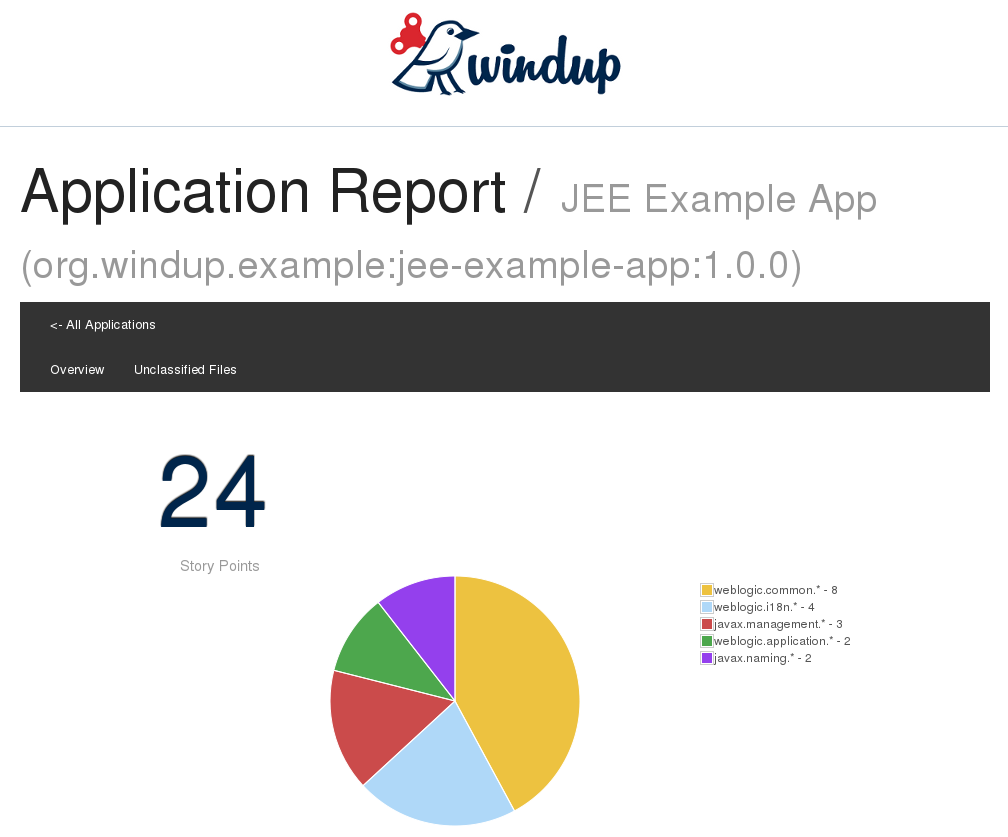 windup
Application Report / JEE Example App
(org.windup.example:jee-example-app:1.0.0)
<- All Applications
Overview Unclassified Files
24
Story Points
weblogic.common.* - 8
weblogic.i18n.* - 4
javax.management.* - 3
weblogic.application.* - 2
javax.naming.* - 2